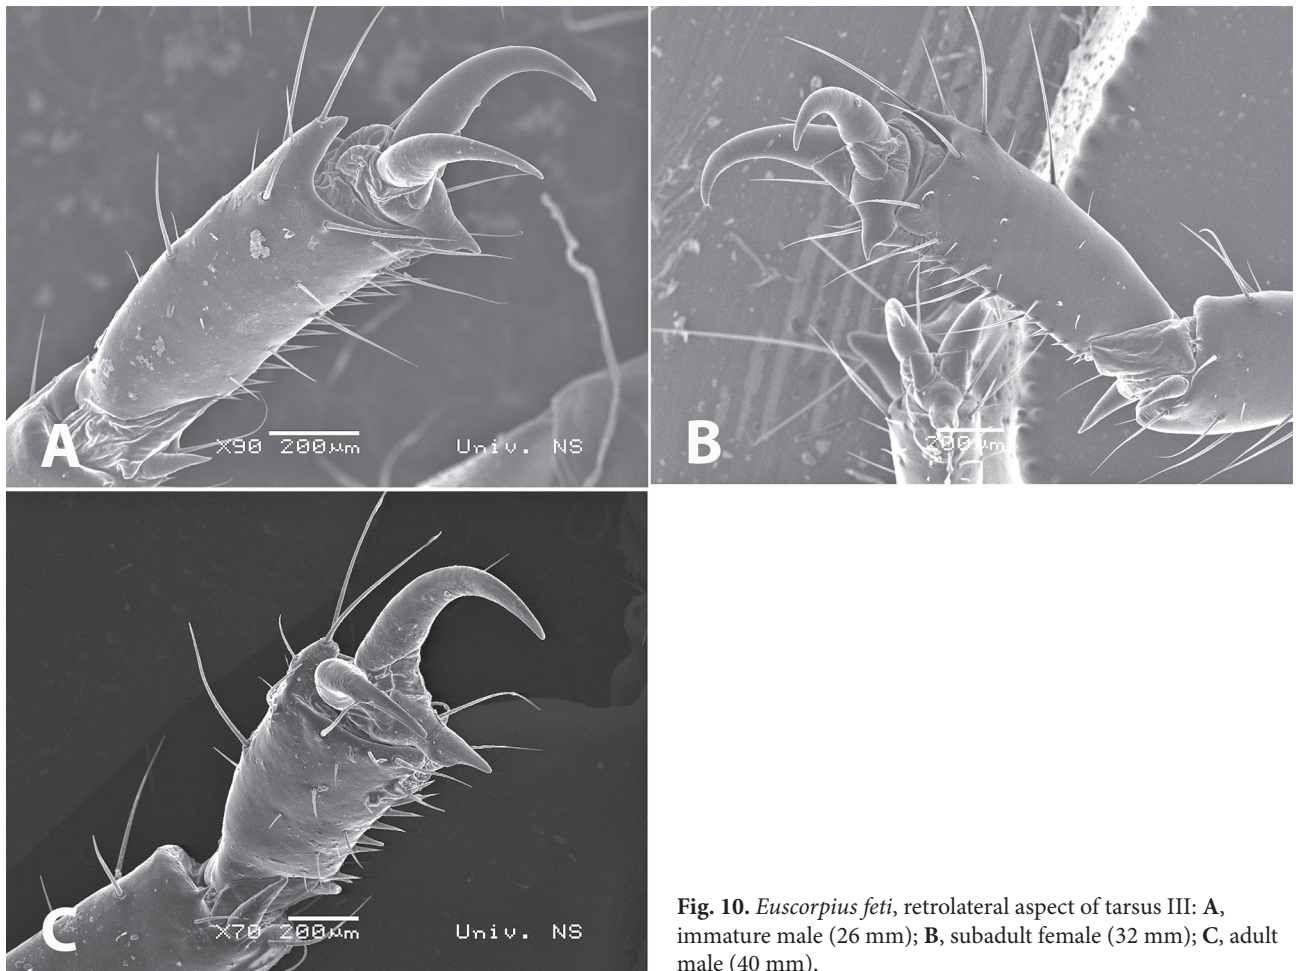 A
X90 200µm Univ. NS
B
200µm
C
X70 200µm Univ. NS
Fig. 10. Euscorpius feti, retrolateral aspect of tarsus III: A,
immature male (26 mm); B, subadult female (32 mm); C, adult
male (40 mm).